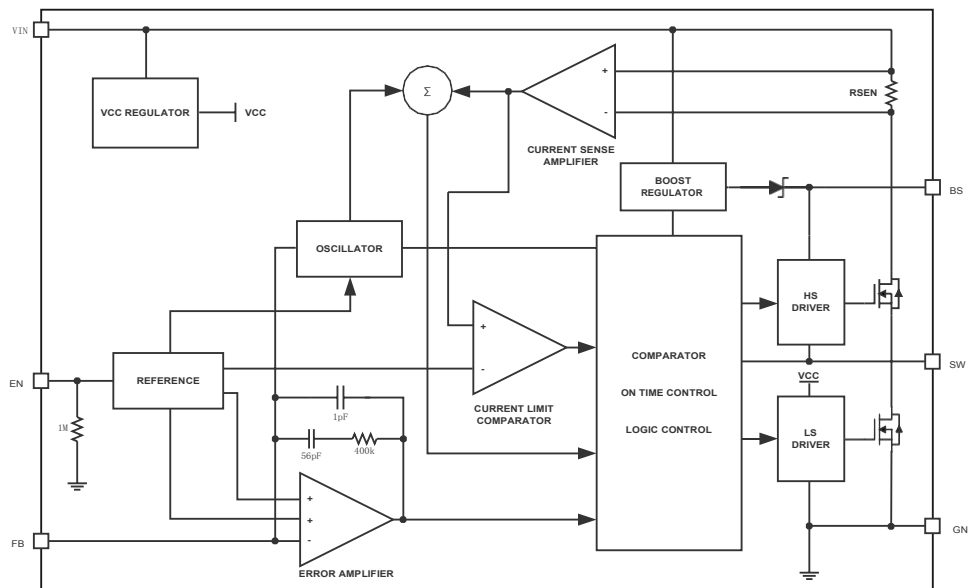 VIN
VCC REGULATOR
VCC
Σ
+
-
RSEN
CURRENT SENSE
AMPLIFIER
BOOST
REGULATOR
BS
OSCILLATOR
HS
DRIVER
+
-
COMPARATOR
ON TIME CONTROL
LOGIC CONTROL
SW
EN
REFERENCE
VCC
CURRENT LIMIT
COMPARATOR
1M
1pF
56pF
400k
LS
DRIVER
+
+
-
FB
GN
ERROR AMPLIFIER